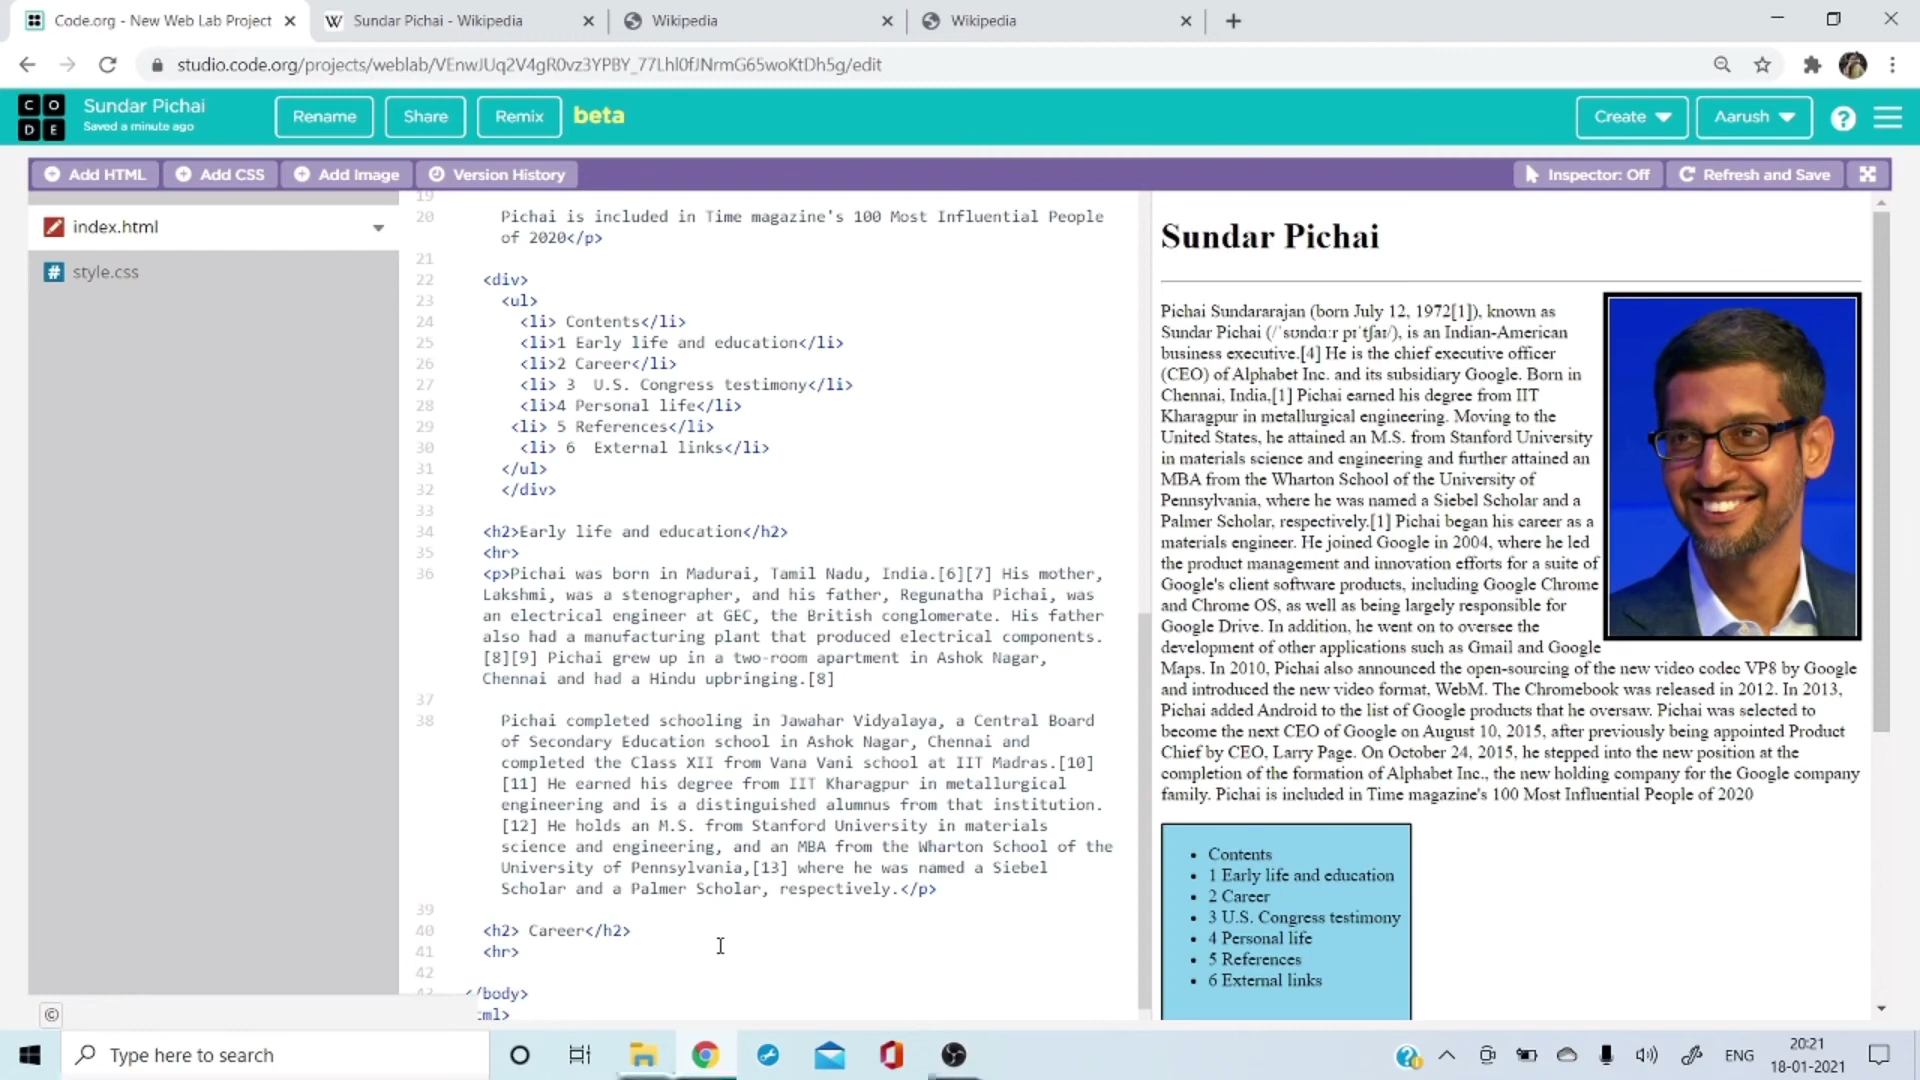 Code.org - New Web Lab Project
Sundar Pichai - Wikipedia
Wikipedia
Wikipedia
studio.code.org/projects/weblab/VEnwJUq2V4gR0vz3YPBY_77Lhl0fJNrmG65woKtDh5g/edit
CODE
Sundar Pichai
Saved a minute ago
Rename
Share
Remix
beta
Create
Aarush
?
Add HTML
Add CSS
Add Image
Version History
Inspector: Off
Refresh and Save
index.html
style.css
19
20 Pichai is included in Time magazine's 100 Most Influential People
of 2020</p>
21
22 <div>
23 <ul>
24 <li> Contents</li>
25 <li>1 Early life and education</li>
26 <li>2 Career</li>
27 <li> 3  U.S. Congress testimony</li>
28 <li>4 Personal life</li>
29 <li> 5 References</li>
30 <li> 6  External links</li>
31 </ul>
32 </div>
33
34 <h2>Early life and education</h2>
35 <hr>
36 <p>Pichai was born in Madurai, Tamil Nadu, India.[6][7] His mother,
Lakshmi, was a stenographer, and his father, Regunatha Pichai, was
an electrical engineer at GEC, the British conglomerate. His father
also had a manufacturing plant that produced electrical components.
[8][9] Pichai grew up in a two-room apartment in Ashok Nagar,
Chennai and had a Hindu upbringing.[8]
37
38 Pichai completed schooling in Jawahar Vidyalaya, a Central Board
of Secondary Education school in Ashok Nagar, Chennai and
completed the Class XII from Vana Vani school at IIT Madras.[10]
[11] He earned his degree from IIT Kharagpur in metallurgical
engineering and is a distinguished alumnus from that institution.
[12] He holds an M.S. from Stanford University in materials
science and engineering, and an MBA from the Wharton School of the
University of Pennsylvania,[13] where he was named a Siebel
Scholar and a Palmer Scholar, respectively.</p>
39
40 <h2> Career</h2>
41 <hr>
42
43 </body>
tml>
Sundar Pichai
Pichai Sundararajan (born July 12, 1972[1]), known as
Sundar Pichai (/ˈsʊndɑːr pɪˈtʃaɪ/), is an Indian-American
business executive.[4] He is the chief executive officer
(CEO) of Alphabet Inc. and its subsidiary Google. Born in
Chennai, India,[1] Pichai earned his degree from IIT
Kharagpur in metallurgical engineering. Moving to the
United States, he attained an M.S. from Stanford University
in materials science and engineering and further attained an
MBA from the Wharton School of the University of
Pennsylvania, where he was named a Siebel Scholar and a
Palmer Scholar, respectively.[1] Pichai began his career as a
materials engineer. He joined Google in 2004, where he led
the product management and innovation efforts for a suite of
Google's client software products, including Google Chrome
and Chrome OS, as well as being largely responsible for
Google Drive. In addition, he went on to oversee the
development of other applications such as Gmail and Google
Maps. In 2010, Pichai also announced the open-sourcing of the new video codec VP8 by Google
and introduced the new video format, WebM. The Chromebook was released in 2012. In 2013,
Pichai added Android to the list of Google products that he oversaw. Pichai was selected to
become the next CEO of Google on August 10, 2015, after previously being appointed Product
Chief by CEO, Larry Page. On October 24, 2015, he stepped into the new position at the
completion of the formation of Alphabet Inc., the new holding company for the Google company
family. Pichai is included in Time magazine's 100 Most Influential People of 2020
• Contents
• 1 Early life and education
• 2 Career
• 3 U.S. Congress testimony
• 4 Personal life
• 5 References
• 6 External links
©
Type here to search
ENG
20:21
18-01-2021